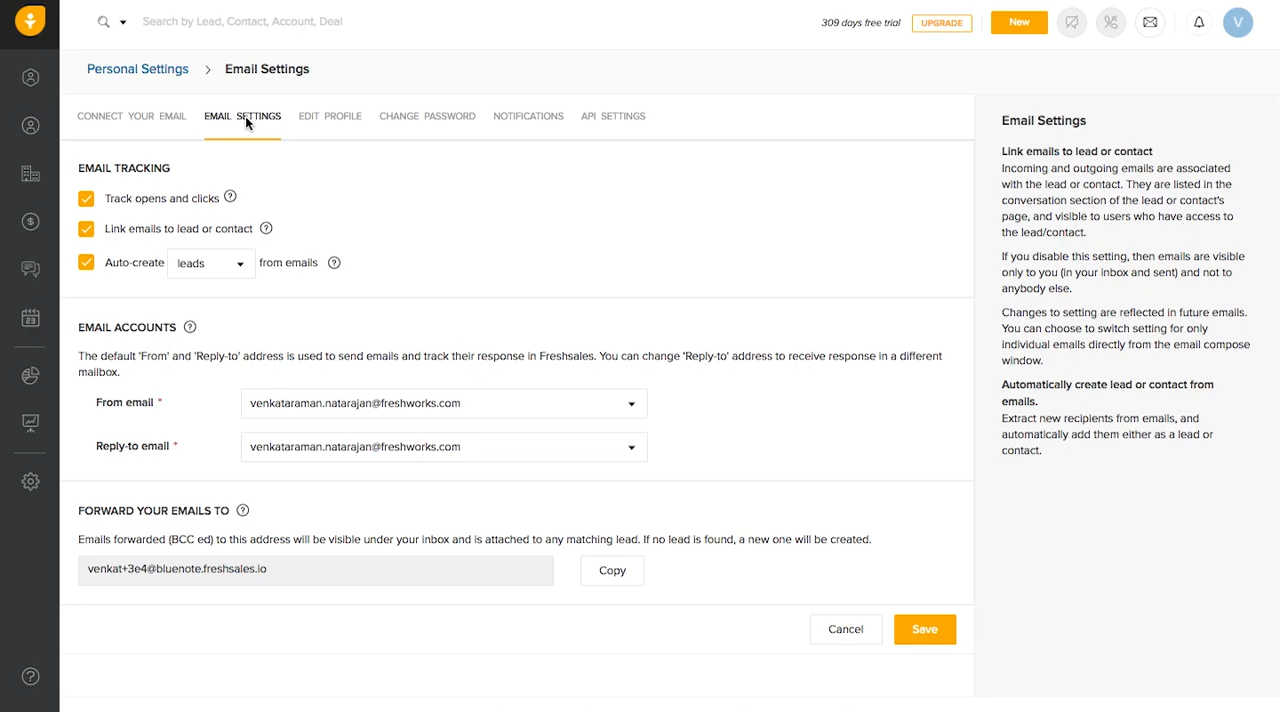 Search by Lead, Contact, Account, Deal
309 days free trial
UPGRADE
New
V
Personal Settings > Email Settings
CONNECT YOUR EMAIL
EMAIL SETTINGS
EDIT PROFILE
CHANGE PASSWORD
NOTIFICATIONS
API SETTINGS
EMAIL TRACKING
Track opens and clicks ?
Link emails to lead or contact ?
Auto-create leads from emails ?
EMAIL ACCOUNTS ?
The default 'From' and 'Reply-to' address is used to send emails and track their response in Freshsales. You can change 'Reply-to' address to receive response in a different
mailbox.
From email *
venkataraman.natarajan@freshworks.com
Reply-to email *
venkataraman.natarajan@freshworks.com
FORWARD YOUR EMAILS TO ?
Emails forwarded (BCC ed) to this address will be visible under your inbox and is attached to any matching lead. If no lead is found, a new one will be created.
venkat+3e4@bluenote.freshsales.io
Copy
Cancel
Save
Email Settings
Link emails to lead or contact
Incoming and outgoing emails are associated
with the lead or contact. They are listed in the
conversation section of the lead or contact's
page, and visible to users who have access to
the lead/contact.
If you disable this setting, then emails are visible
only to you (in your inbox and sent) and not to
anybody else.
Changes to setting are reflected in future emails.
You can choose to switch setting for only
individual emails directly from the email compose
window.
Automatically create lead or contact from
emails.
Extract new recipients from emails, and
automatically add them either as a lead or
contact.
$
23
?